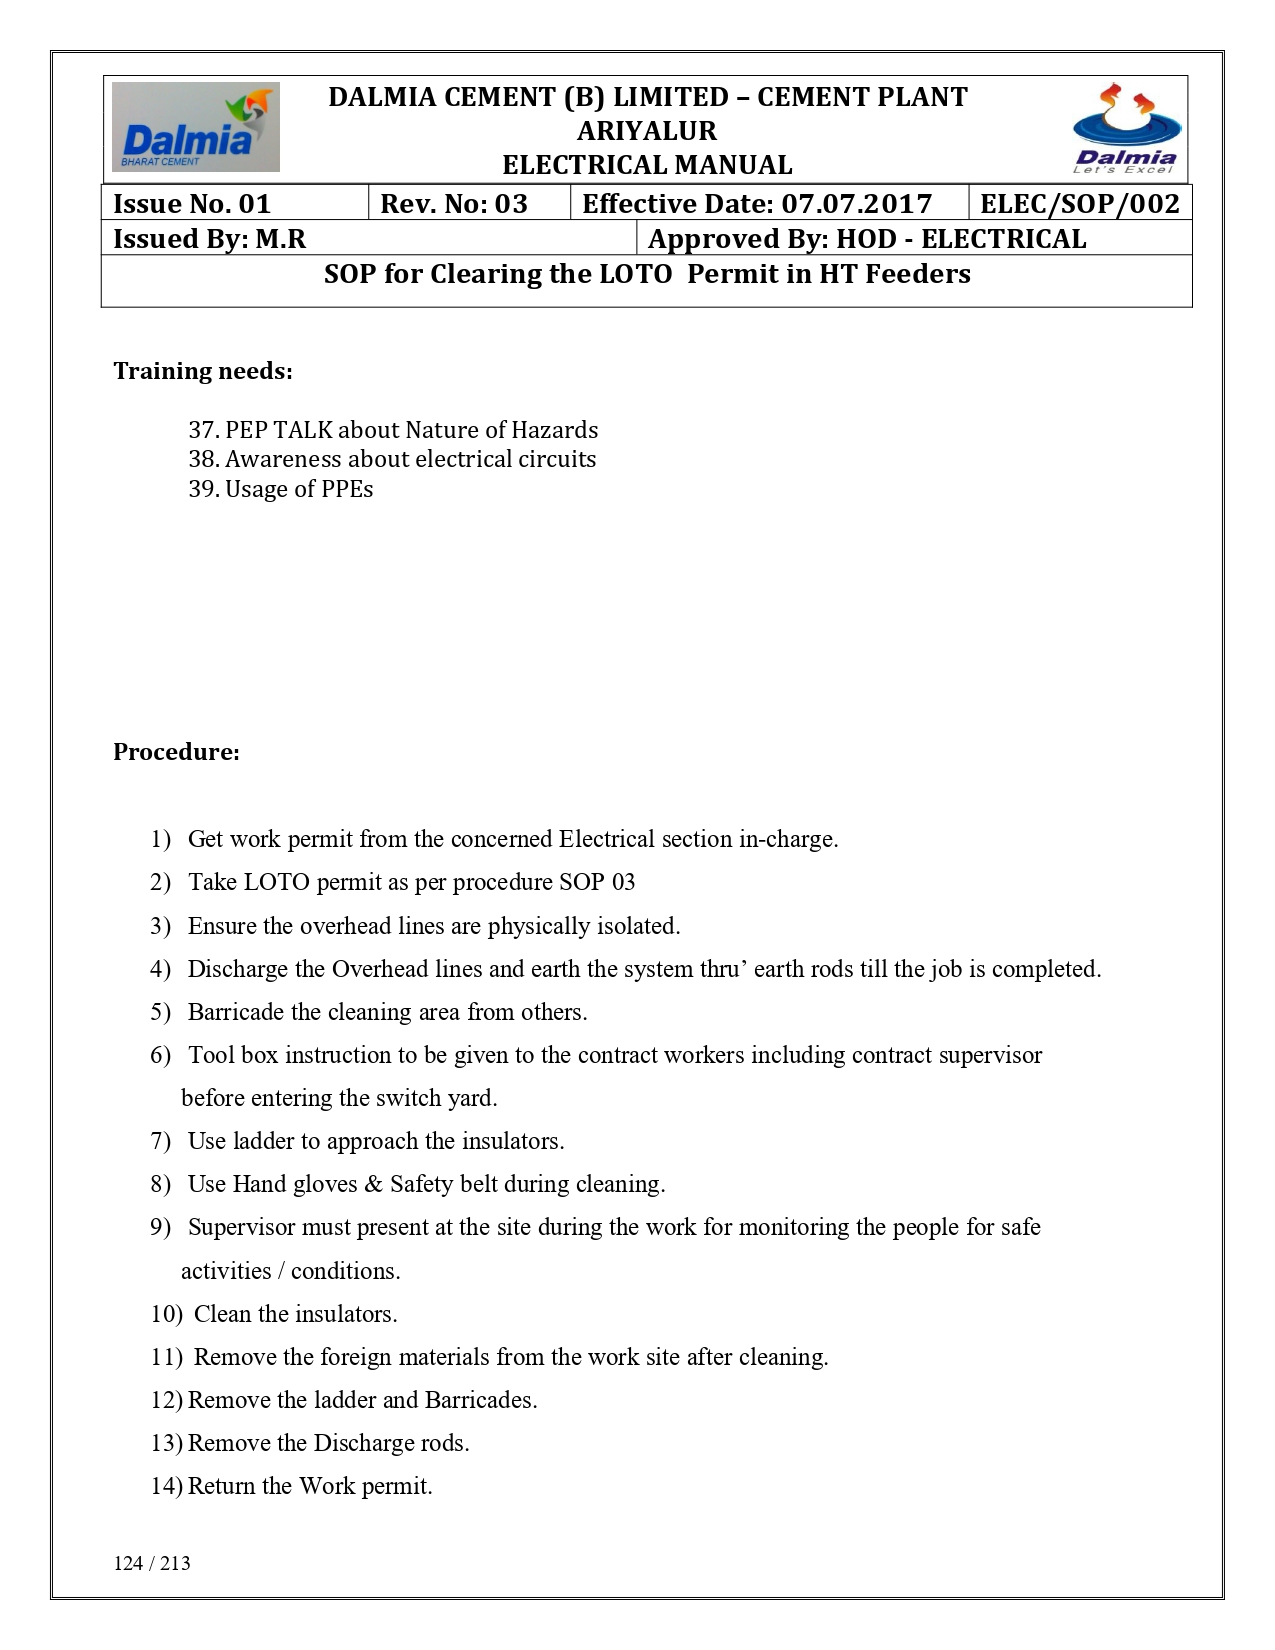 Dalmia
BHARAT CEMENT
DALMIA CEMENT (B) LIMITED – CEMENT PLANT
ARIYALUR
ELECTRICAL MANUAL
Dalmia
Let's Excel
Issue No. 01 Rev. No: 03 Effective Date: 07.07.2017 ELEC/SOP/002
Issued By: M.R Approved By: HOD - ELECTRICAL
SOP for Clearing the LOTO Permit in HT Feeders
Training needs:
37. PEP TALK about Nature of Hazards
38. Awareness about electrical circuits
39. Usage of PPEs
Procedure:
1) Get work permit from the concerned Electrical section in-charge.
2) Take LOTO permit as per procedure SOP 03
3) Ensure the overhead lines are physically isolated.
4) Discharge the Overhead lines and earth the system thru’ earth rods till the job is completed.
5) Barricade the cleaning area from others.
6) Tool box instruction to be given to the contract workers including contract supervisor
before entering the switch yard.
7) Use ladder to approach the insulators.
8) Use Hand gloves & Safety belt during cleaning.
9) Supervisor must present at the site during the work for monitoring the people for safe
activities / conditions.
10) Clean the insulators.
11) Remove the foreign materials from the work site after cleaning.
12) Remove the ladder and Barricades.
13) Remove the Discharge rods.
14) Return the Work permit.
124 / 213